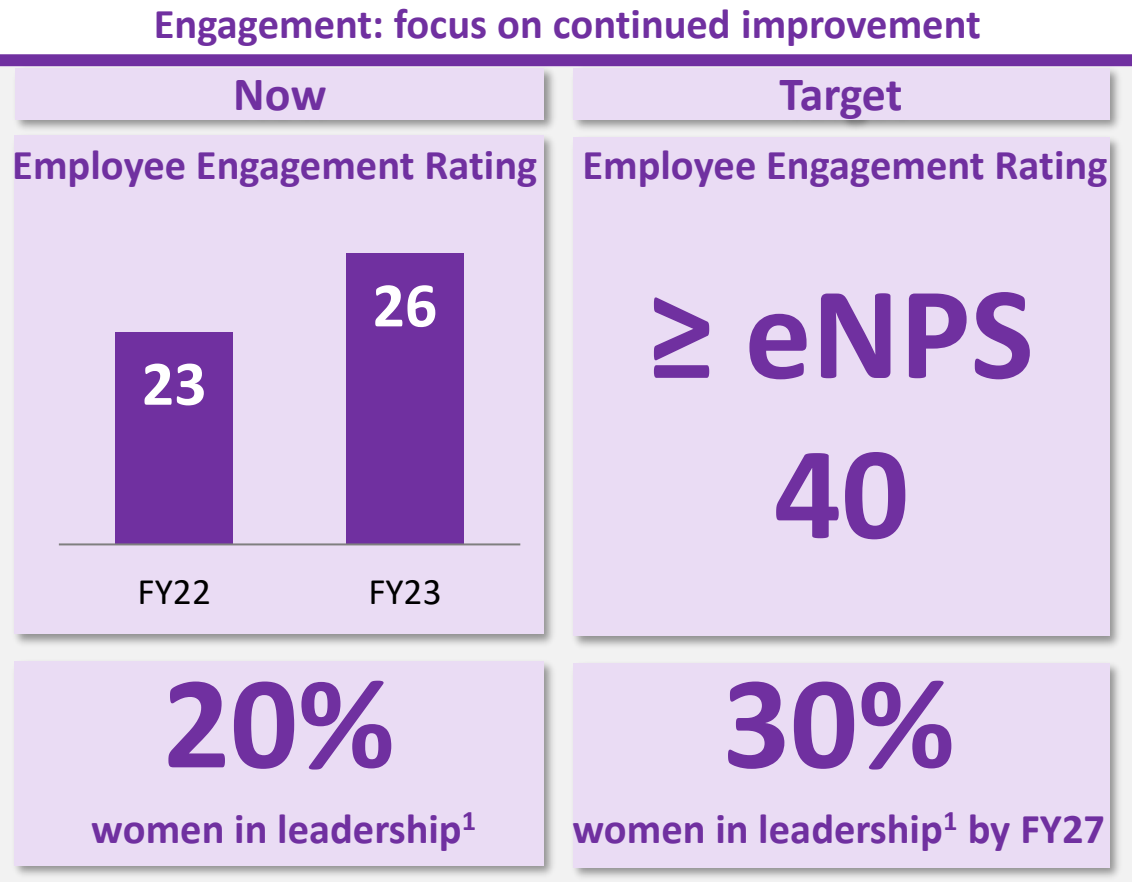 Engagement: focus on continued improvement
Now
Target
Employee Engagement Rating
26
23
FY22
FY23
Employee Engagement Rating
≥ eNPS
40
20%
women in leadership¹
30%
women in leadership¹ by FY27